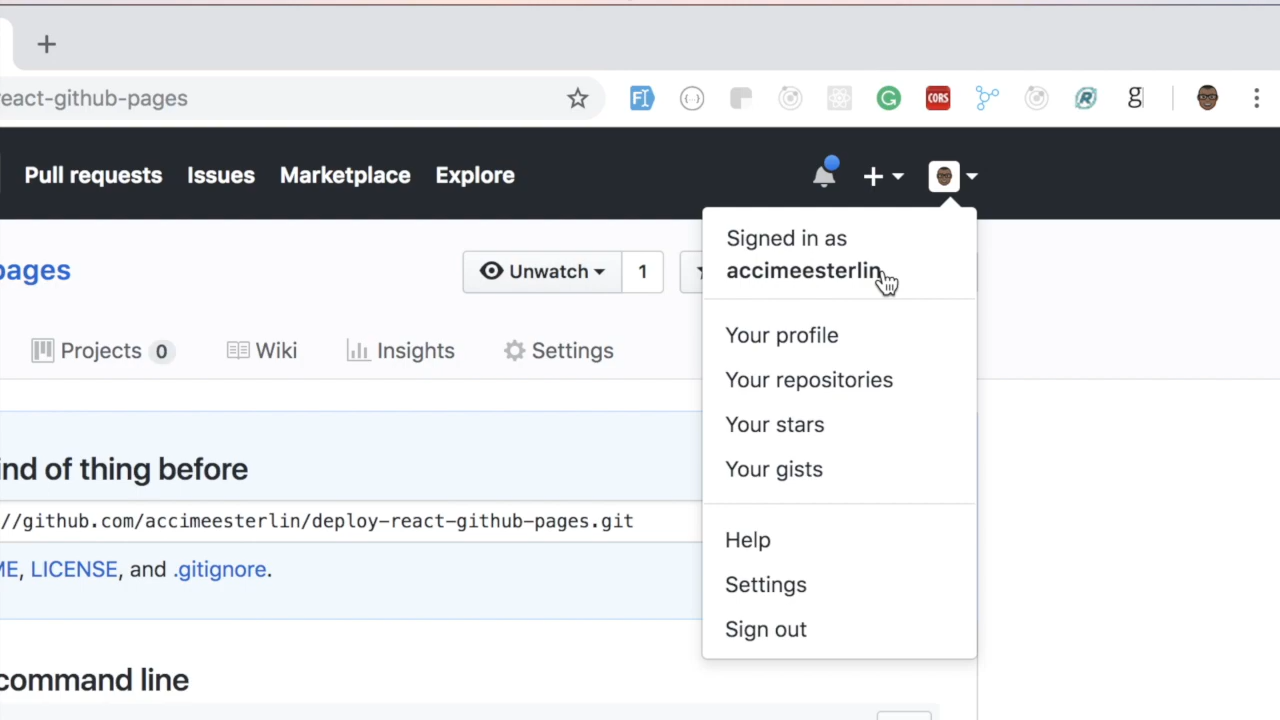 eact-github-pages
CORS
Pull requests Issues Marketplace Explore
pages
Unwatch 1
Signed in as
accimeesterlin
Projects 0 Wiki Insights Settings
Your profile
Your repositories
Your stars
Your gists
ind of thing before
//github.com/accimeesterlin/deploy-react-github-pages.git
ME, LICENSE, and .gitignore.
Help
Settings
Sign out
command line